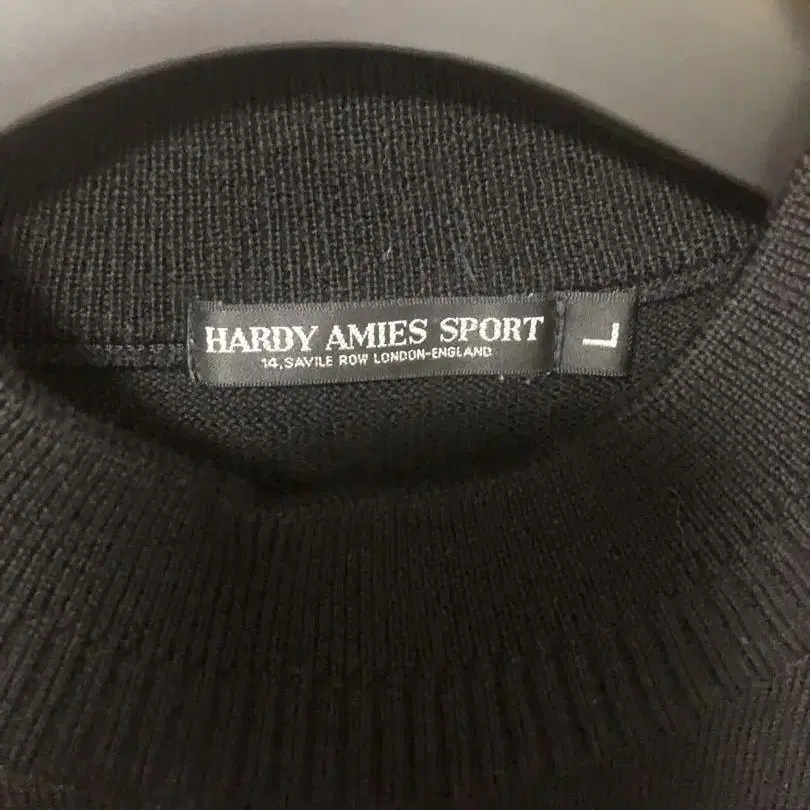 HARDY AMIES SPORT
14, SAVILE ROW LONDON-ENGLAND
L